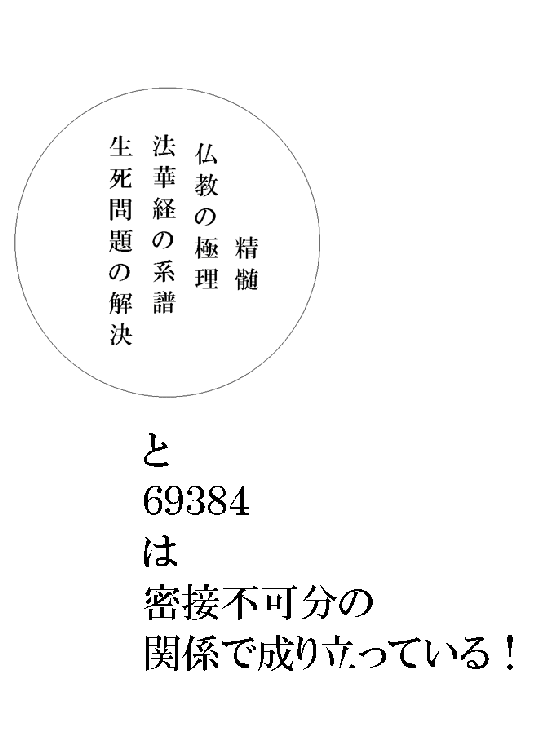 精髄
仏教の極理
法華経の系譜
生死問題の解決
と
69384
は
密接不可分の
関係で成り立っている！